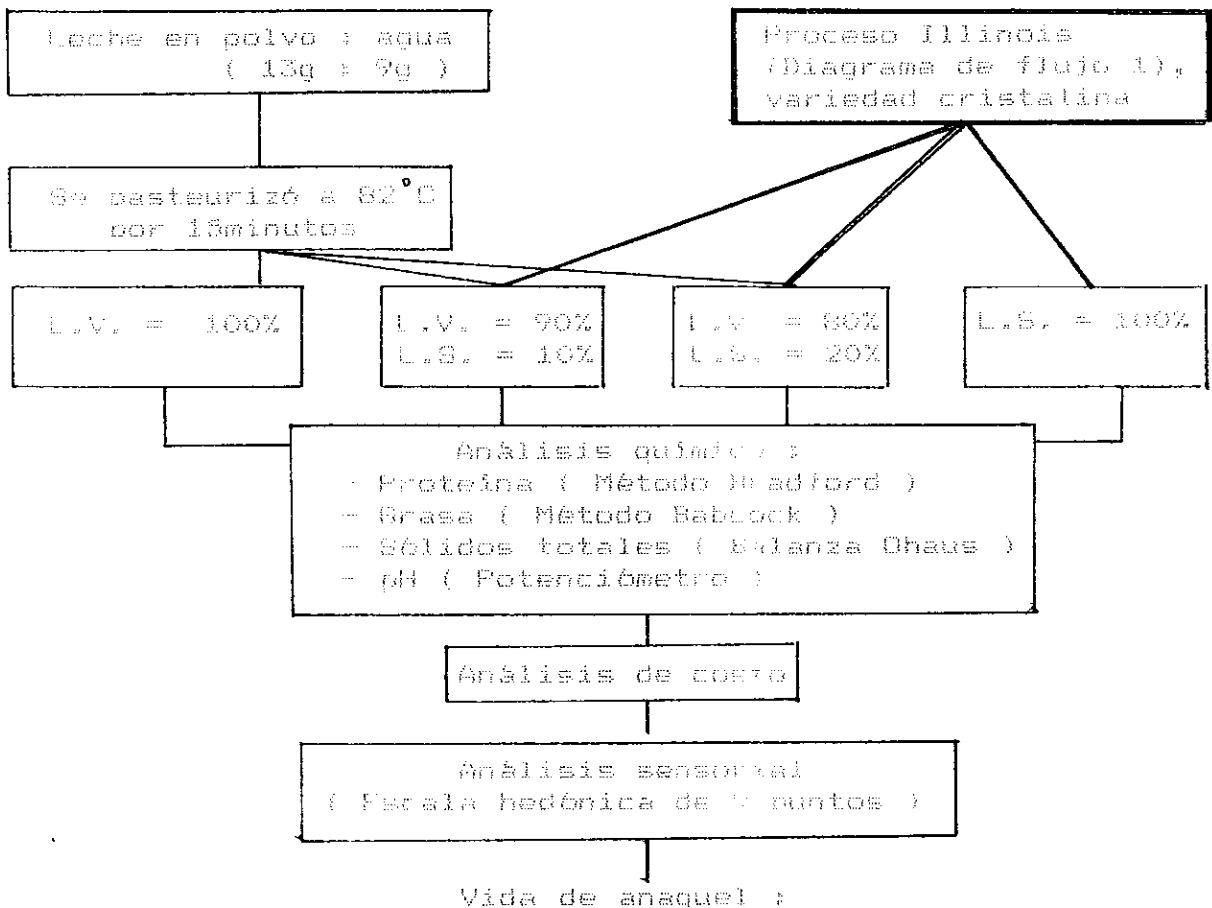 Leche en polvo : agua
( 13g : 9g )
Proceso Illinois
(Diagrama de flujo 1),
variedad cristalina
Se pasteurizó a 82°C
por 15minutos
L.V. = 100%
L.V. = 90%
L.S. = 10%
L.V. = 80%
L.S. = 20%
L.S. = 100%
Análisis químico :
- Proteína ( Método Bradford )
- Grasa ( Método Babcock )
- Sólidos totales ( Balanza Ohaus )
- pH ( Potenciómetro )
Análisis de costo
Análisis sensorial
( Escala hedónica de puntos )
Vida de anaquel :